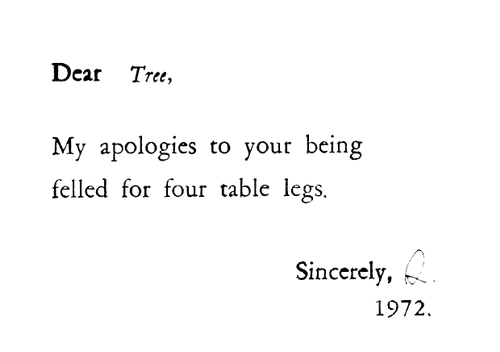 Dear Tree,
My apologies to your being
felled for four table legs.
Sincerely, R.
1972.